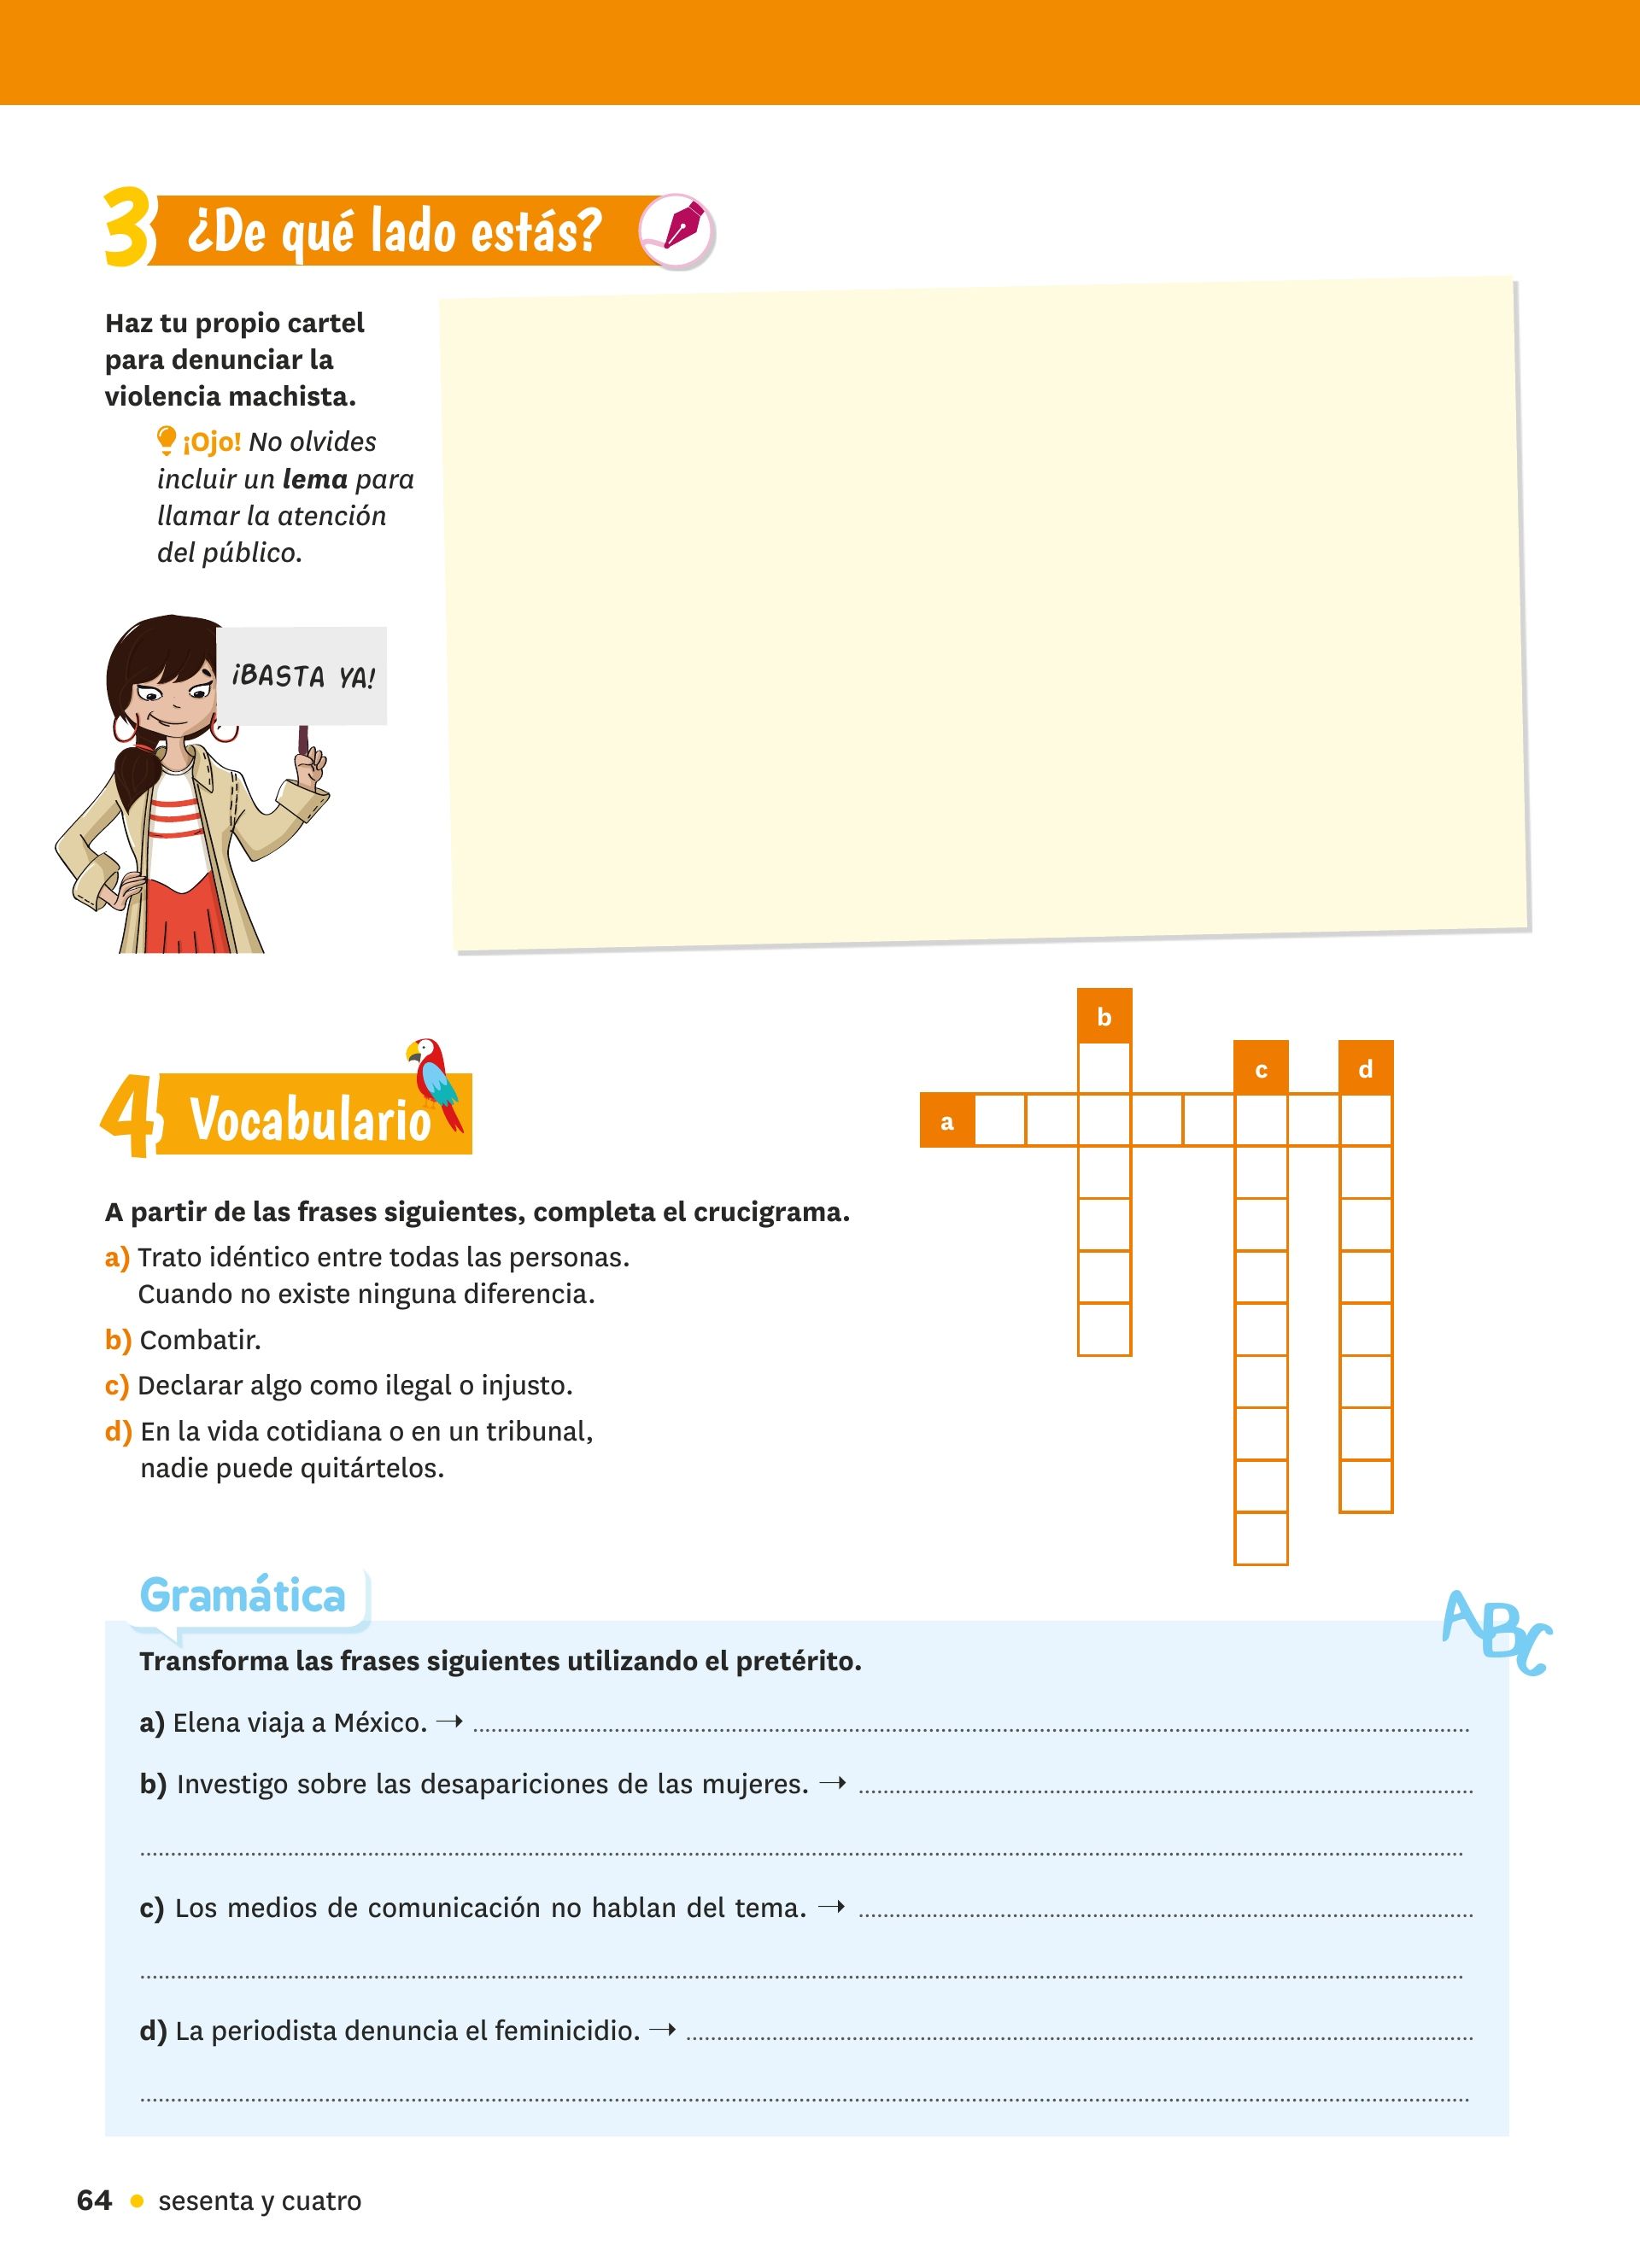 3 ¿De qué lado estás?
Haz tu propio cartel
para denunciar la
violencia machista.
¡Ojo! No olvides
incluir un lema para
llamar la atención
del público.
¡BASTA YA!
4 Vocabulario
A partir de las frases siguientes, completa el crucigrama.
a) Trato idéntico entre todas las personas.
Cuando no existe ninguna diferencia.
b) Combatir.
c) Declarar algo como ilegal o injusto.
d) En la vida cotidiana o en un tribunal,
nadie puede quitártelos.
b
c d
a
Gramática
ABC
Transforma las frases siguientes utilizando el pretérito.
a) Elena viaja a México. →
b) Investigo sobre las desapariciones de las mujeres. →
c) Los medios de comunicación no hablan del tema. →
d) La periodista denuncia el feminicidio. →
64 • sesenta y cuatro